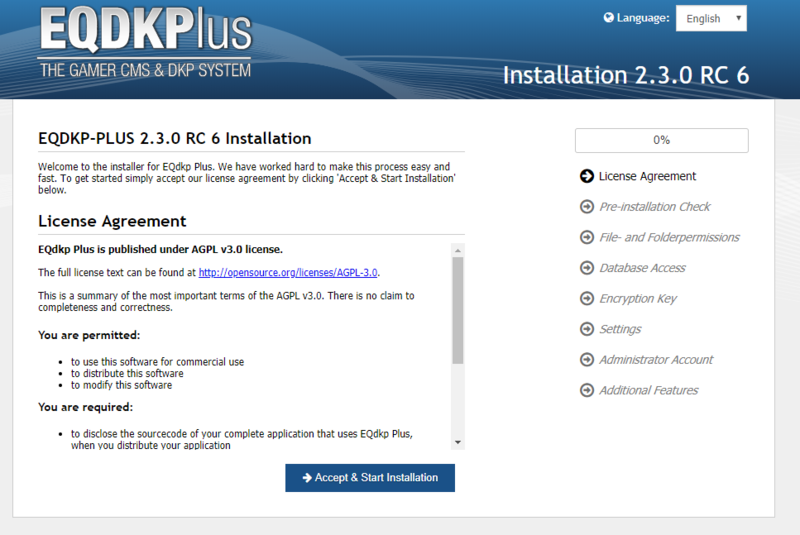 EQDKPlus
THE GAMER CMS & DKP SYSTEM
Language:
English
Installation 2.3.0 RC 6
EQDKP-PLUS 2.3.0 RC 6 Installation
Welcome to the installer for EQdkp Plus. We have worked hard to make this process easy and
fast. To get started simply accept our license agreement by clicking 'Accept & Start Installation'
below.
License Agreement
EQdkp Plus is published under AGPL v3.0 license.
The full license text can be found at http://opensource.org/licenses/AGPL-3.0.
This is a summary of the most important terms of the AGPL v3.0. There is no claim to
completeness and correctness.
You are permitted:
to use this software for commercial use
to distribute this software
to modify this software
You are required:
to disclose the sourcecode of your complete application that uses EQdkp Plus,
when you distribute your application
Accept & Start Installation
0%
License Agreement
Pre-installation Check
File- and Folderpermissions
Database Access
Encryption Key
Settings
Administrator Account
Additional Features